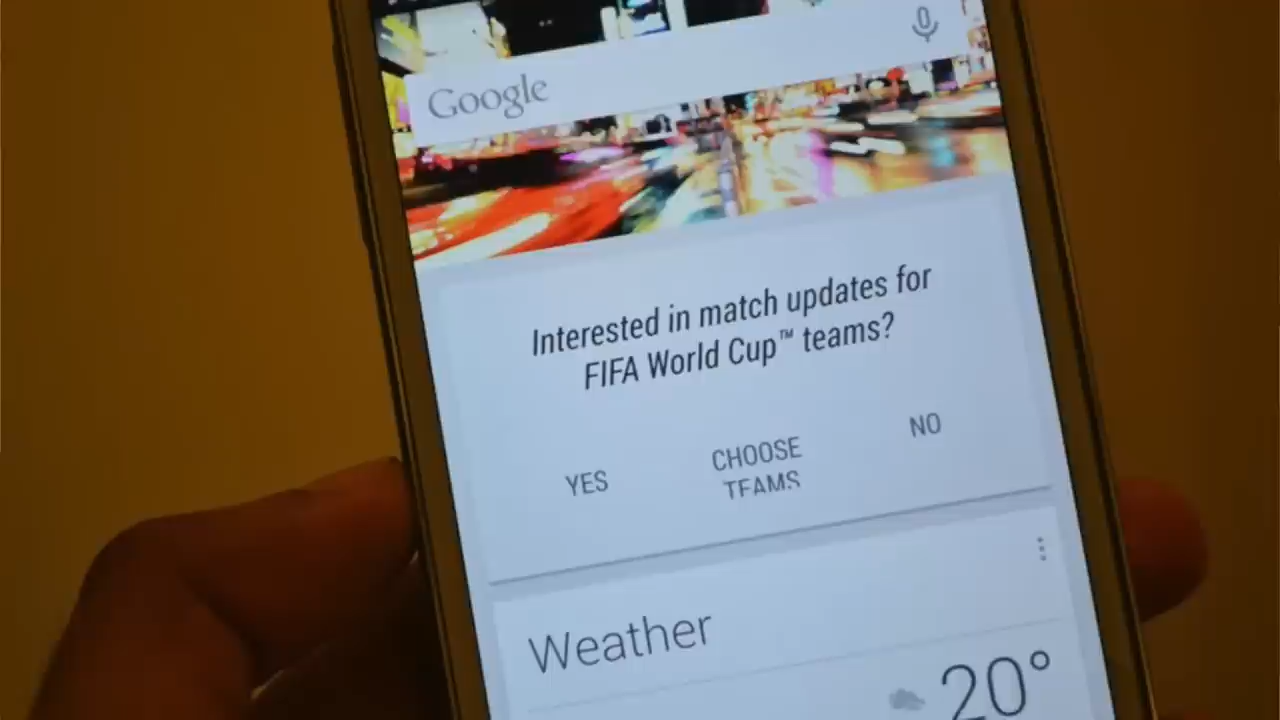 Google
Interested in match updates for
FIFA World Cup™ teams?
YES
CHOOSE
TEAMS
NO
Weather
20°